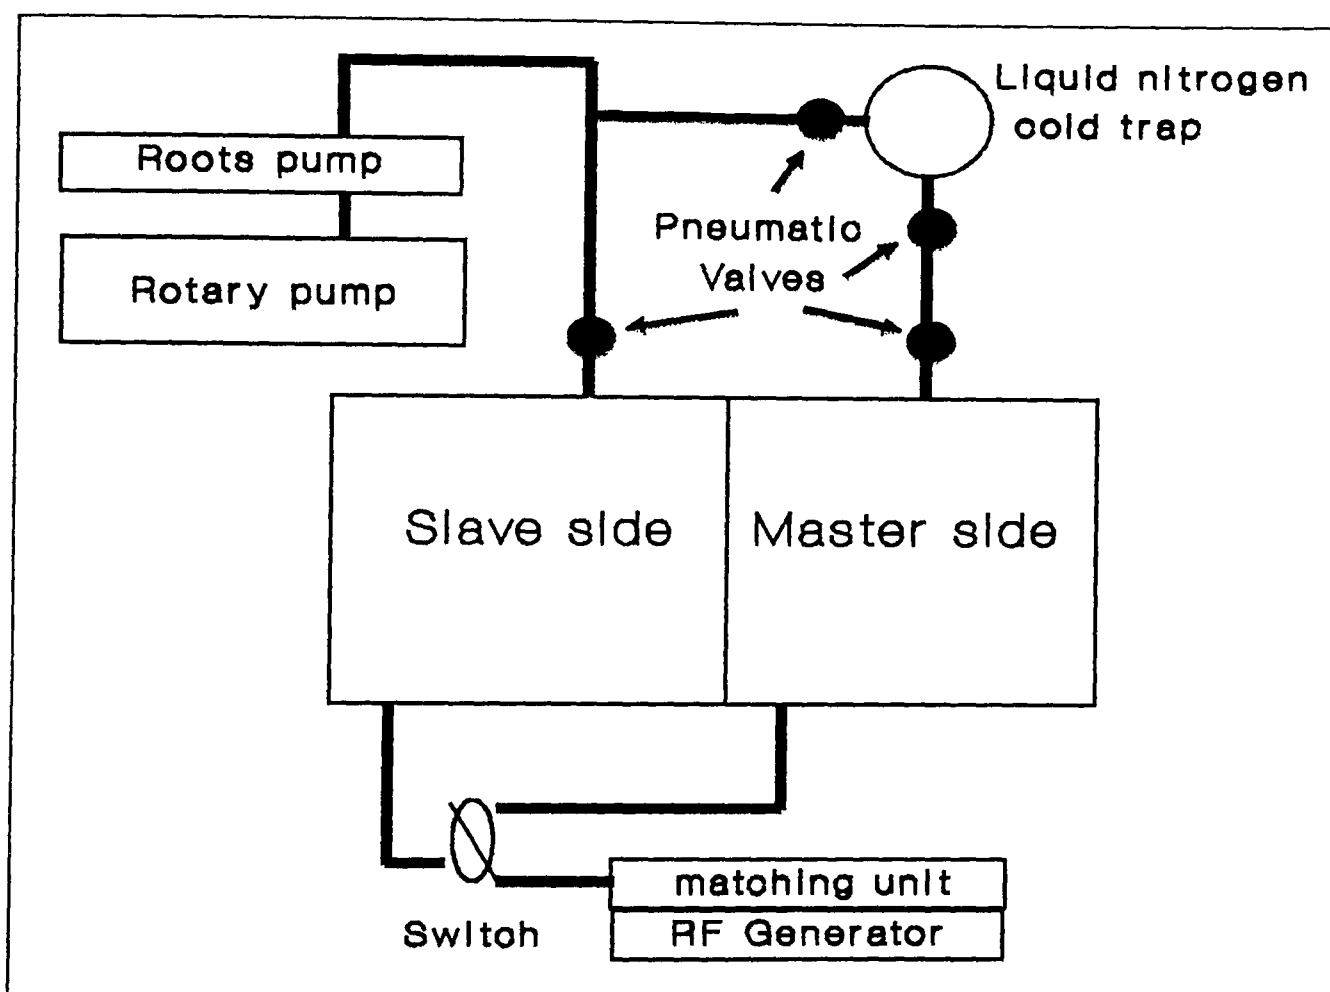 Liquid nitrogen
cold trap
Roots pump
Pneumatic
Valves
Rotary pump
Slave side
Master side
matching unit
Switch
RF Generator